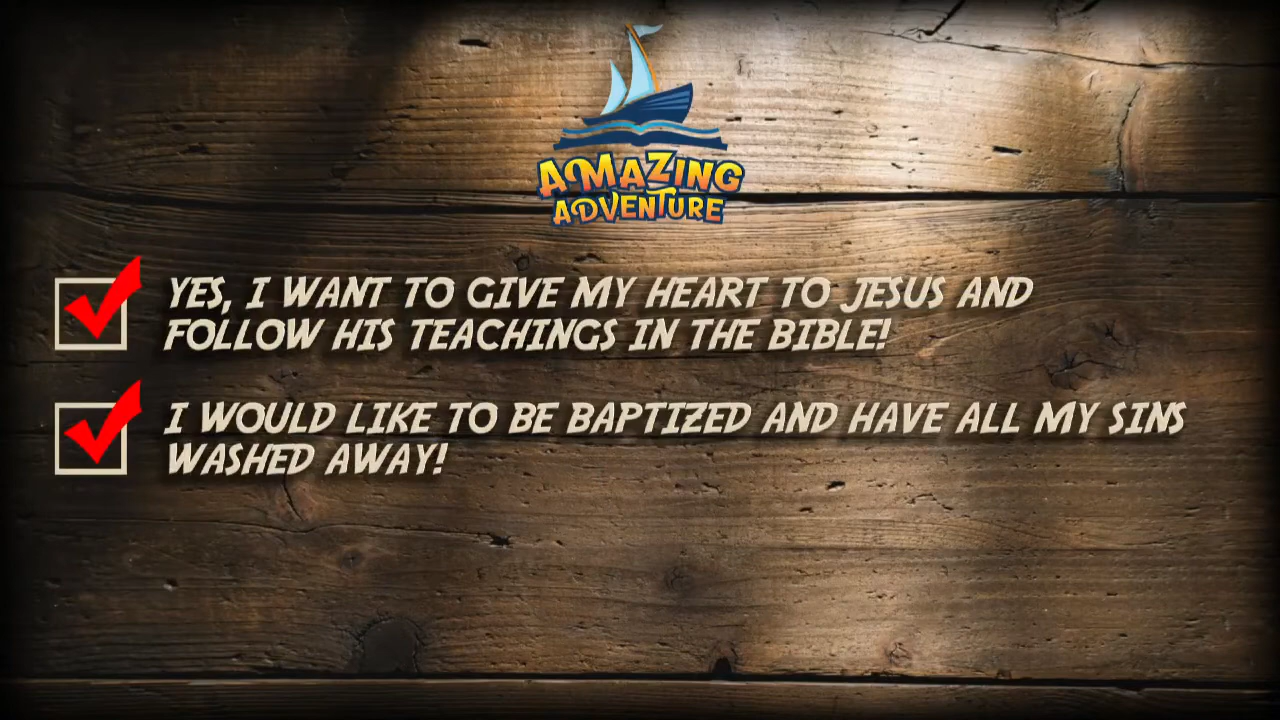 AMAZING
ADVENTURE
YES, I WANT TO GIVE MY HEART TO JESUS AND
FOLLOW HIS TEACHINGS IN THE BIBLE!
I WOULD LIKE TO BE BAPTIZED AND HAVE ALL MY SINS
WASHED AWAY!